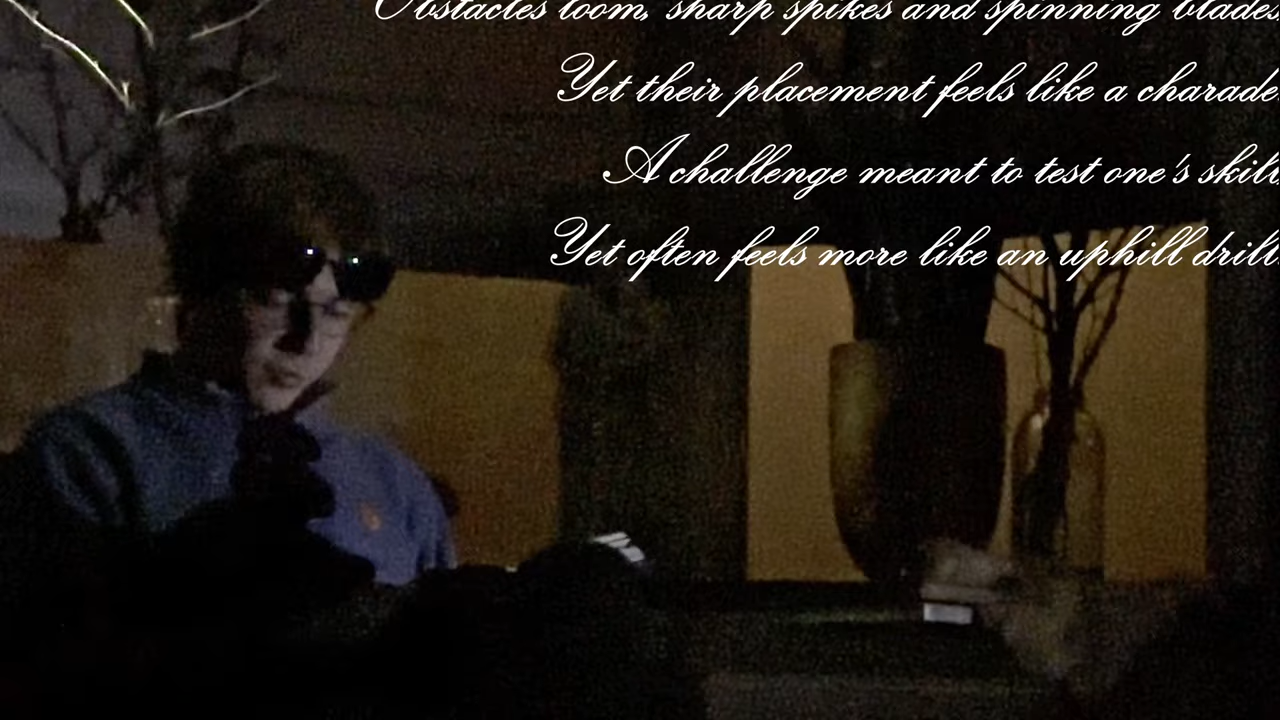 Obstacles loom, sharp spikes and spinning blades
Yet their placement feels like a charade
A challenge meant to test one's skill
Yet often feels more like an uphill drill